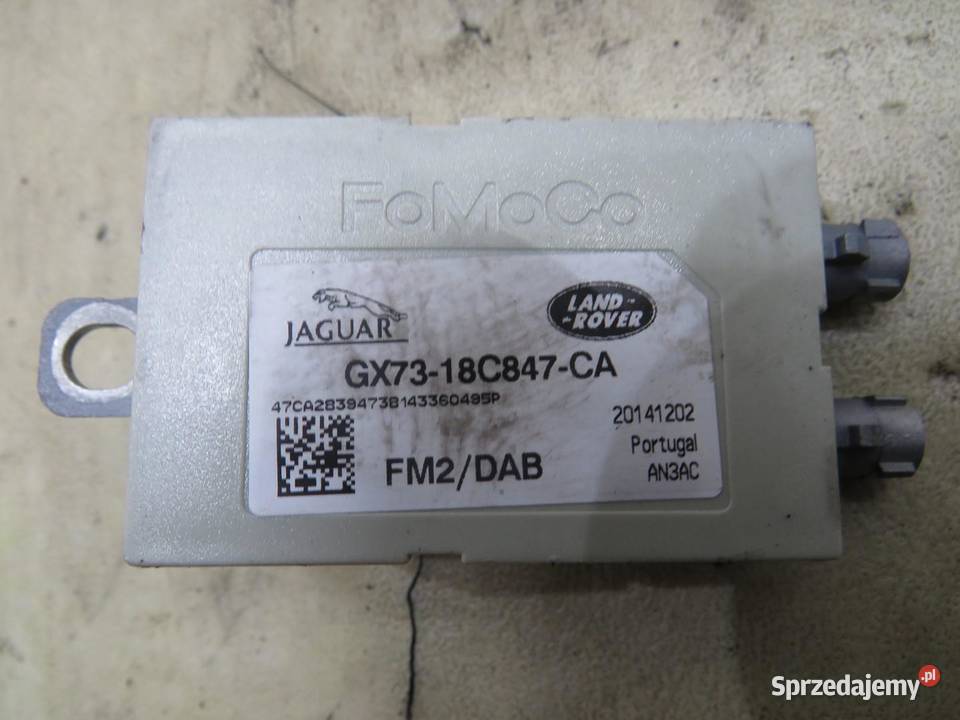 FoMoCo
JAGUAR
LAND-
-ROVER
GX73-18C847-CA
47CA2839473B143360495P
20141202
Portugal
FM2/DAB
AN3AC
Sprzedajemy.pl